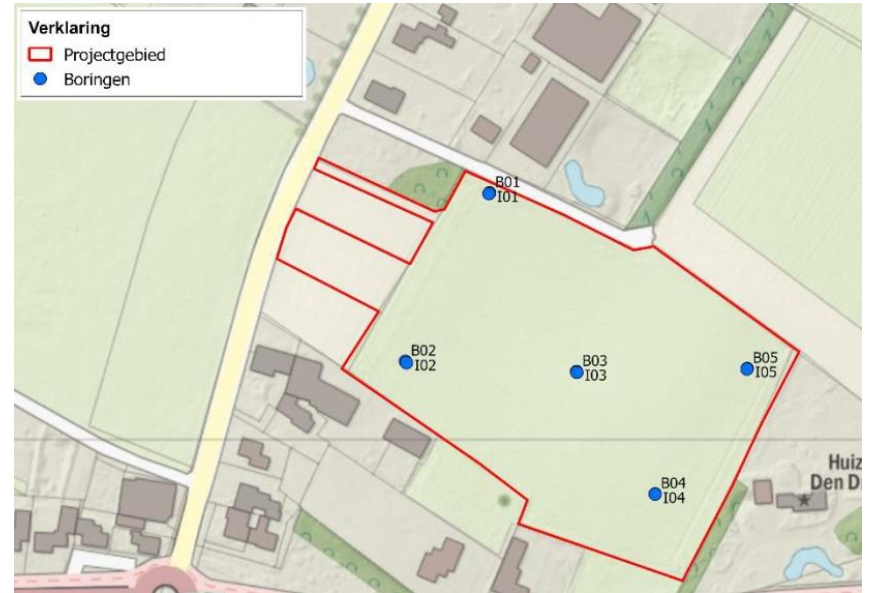 Verklaring
Projectgebied
Boringen
B01
I01
B02
I02
B03
I03
B05
I05
B04
I04
Huiz
Den D